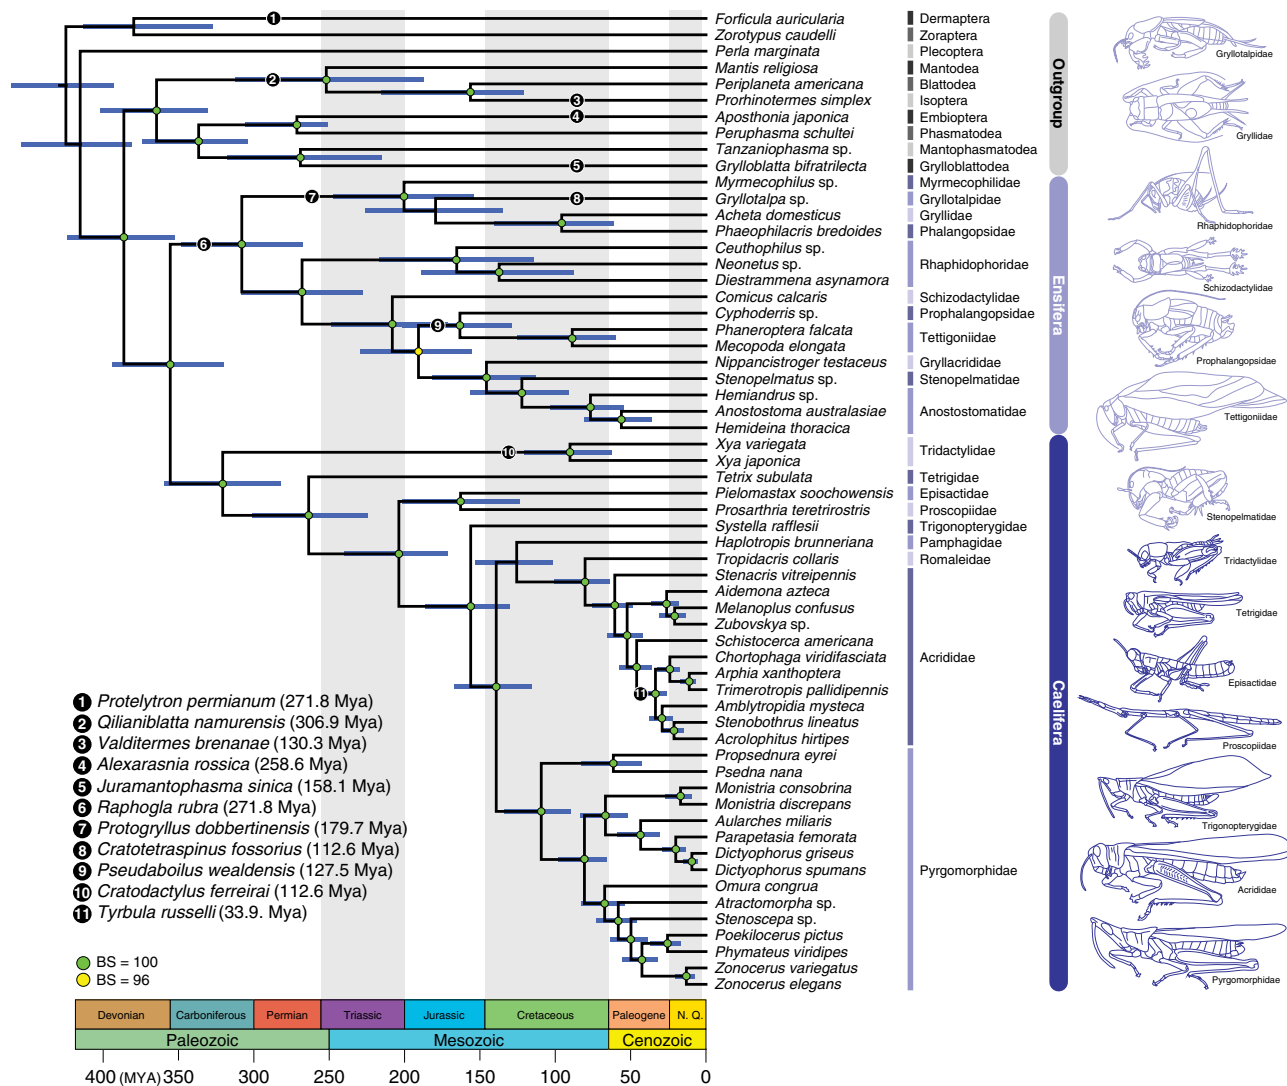 Forficula auricularia
Zorotypus caudelli
Perla marginata
Mantis religiosa
Periplaneta americana
Prorhinotermes simplex
Aposthonia japonica
Peruphasma schultei
Tanzaniophasma sp.
Grylloblatta bifratrilecta
Myrmecophilus sp.
Gryllotalpa sp.
Acheta domesticus
Phaeophilacris bredoides
Ceuthophilus sp.
Neonetus sp.
Diestrammena asynamora
Comicus calcaris
Cyphoderris sp.
Phaneroptera falcata
Mecopoda elongata
Nippancistroger testaceus
Stenopelmatus sp.
Hemiandrus sp.
Anostostoma australasiae
Hemideina thoracica
Xya variegata
Xya japonica
Tetrix subulata
Pielomastax soochowensis
Prosarthria teretrirostris
Systella rafflesii
Haplotropis brunneriana
Tropidacris collaris
Stenacris vitreipennis
Aidemona azteca
Melanoplus confusus
Zubovskya sp.
Schistocerca americana
Chortophaga viridifasciata
Arphia xanthoptera
Trimerotropis pallidipennis
Amblytropidia mysteca
Stenobothrus lineatus
Acrolophitus hirtipes
Propsednura eyrei
Psedna nana
Monistria consobrina
Monistria discrepans
Aularches miliaris
Parapetasia femorata
Dictyophorus griseus
Dictyophorus spumans
Omura congrua
Atractomorpha sp.
Stenoscepa sp.
Poekilocerus pictus
Phymateus viridipes
Zonocerus variegatus
Zonocerus elegans
Dermaptera
Zoraptera
Plecoptera
Mantodea
Blattodea
Isoptera
Embioptera
Phasmatodea
Mantophasmatodea
Grylloblattodea
Myrmecophilidae
Gryllotalpidae
Gryllidae
Phalangopsidae
Rhaphidophoridae
Schizodactylidae
Prophalangopsidae
Tettigoniidae
Gryllacrididae
Stenopelmatidae
Anostostomatidae
Tridactylidae
Tetrigidae
Episactidae
Proscopiidae
Trigonopterygidae
Pamphagidae
Romaleidae
Acrididae
Pyrgomorphidae
Outgroup
Ensifera
Caelifera
Gryllotalpidae
Gryllidae
Rhaphidophoridae
Schizodactylidae
Prophalangopsidae
Tettigoniidae
Stenopelmatidae
Tridactylidae
Tetrigidae
Episactidae
Proscopiidae
Trigonopterygidae
Acrididae
Pyrgomorphidae
1
2
3
4
5
7
8
6
9
10
11
1 Protelytron permianum (271.8 Mya)
2 Qilianiblatta namurensis (306.9 Mya)
3 Valditermes brenanae (130.3 Mya)
4 Alexarasnia rossica (258.6 Mya)
5 Juramantophasma sinica (158.1 Mya)
6 Raphogla rubra (271.8 Mya)
7 Protogryllus dobbertinensis (179.7 Mya)
8 Cratotetraspinus fossorius (112.6 Mya)
9 Pseudaboilus wealdensis (127.5 Mya)
10 Cratodactylus ferreirai (112.6 Mya)
11 Tyrbula russelli (33.9. Mya)
BS = 100
BS = 96
Devonian Carboniferous Permian Triassic Jurassic Cretaceous Paleogene N. Q.
Paleozoic Mesozoic Cenozoic
400 (MYA) 350 300 250 200 150 100 50 0